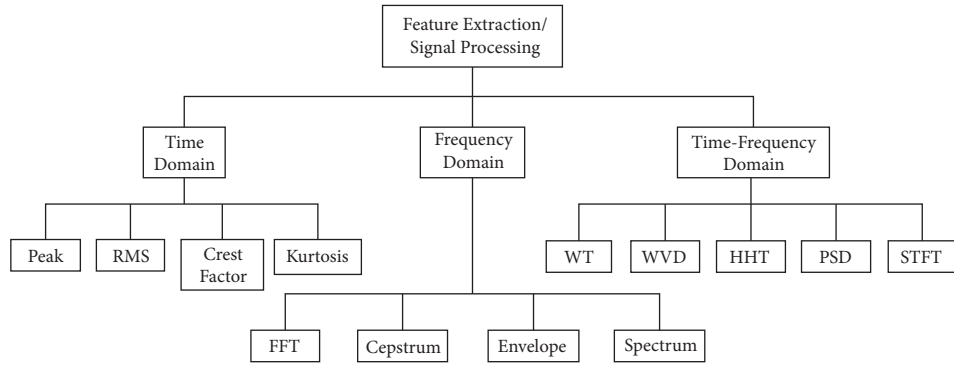 Feature Extraction/
Signal Processing
Time
Domain
Frequency
Domain
Time-Frequency
Domain
Peak
RMS
Crest
Factor
Kurtosis
WT
WVD
HHT
PSD
STFT
FFT
Cepstrum
Envelope
Spectrum